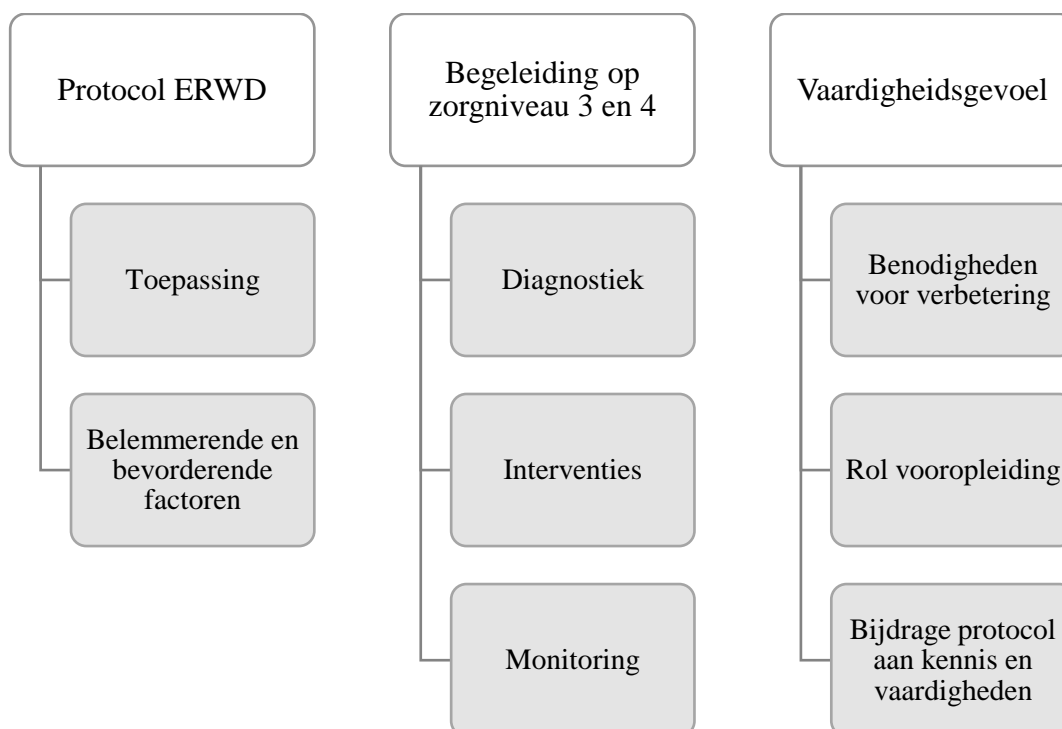 Protocol ERWD
Toepassing
Belemmerende en
bevorderende
factoren
Begeleiding op
zorgniveau 3 en 4
Diagnostiek
Interventies
Monitoring
Vaardigheidsgevoel
Benodigheden
voor verbetering
Rol vooropleiding
Bijdrage protocol
aan kennis en
vaardigheden